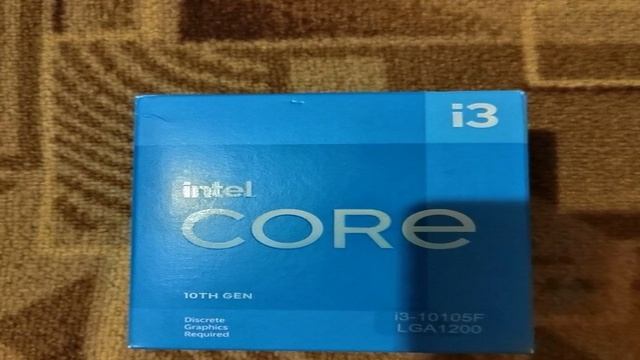 i3
intel
CORE
10TH GEN
Discrete
Graphics
Required
i3-10105F
LGA1200